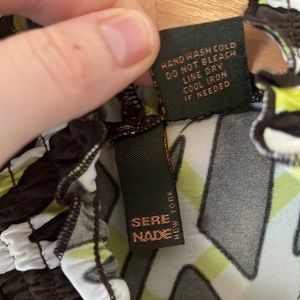 HAND WASH COLD
DO NOT BLEACH
LINE DRY
COOL IRON
IF NEEDED
SERE
NADE
NEW YORK